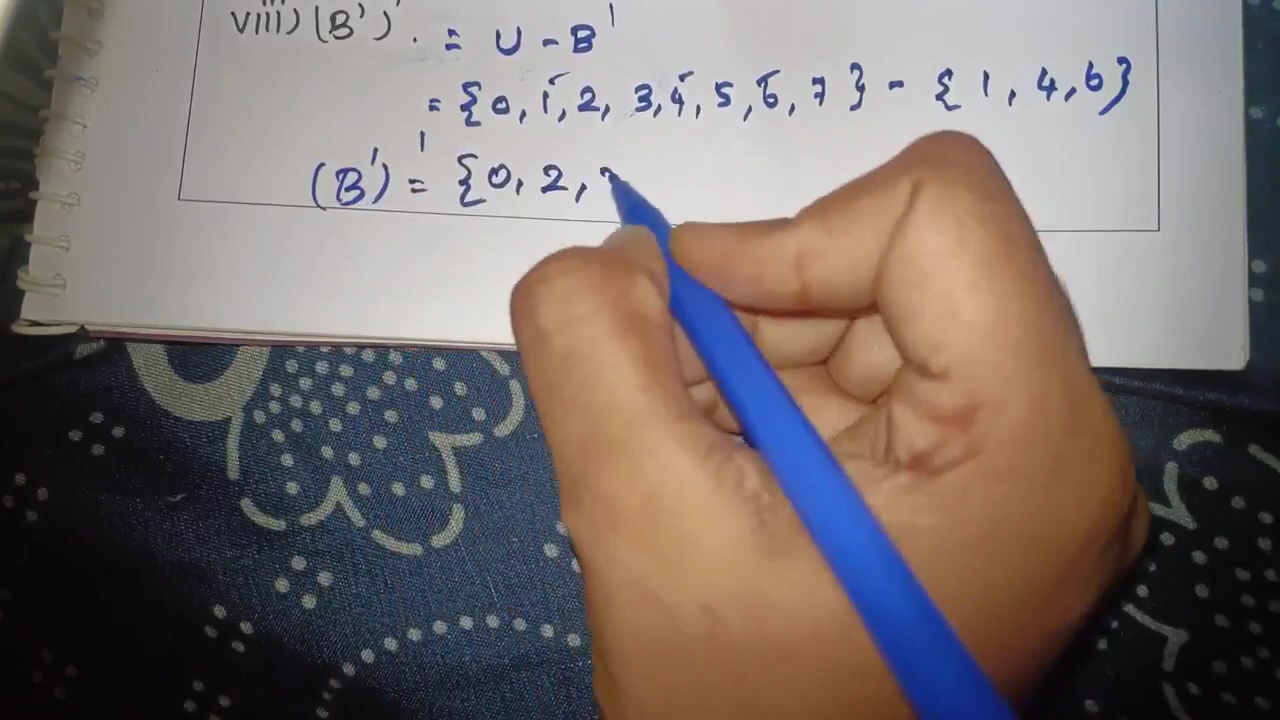 viii) (B')'. = U - B'
= {0, 1, 2, 3, 4, 5, 6, 7} - {1, 4, 6}
(B')' = {0, 2,